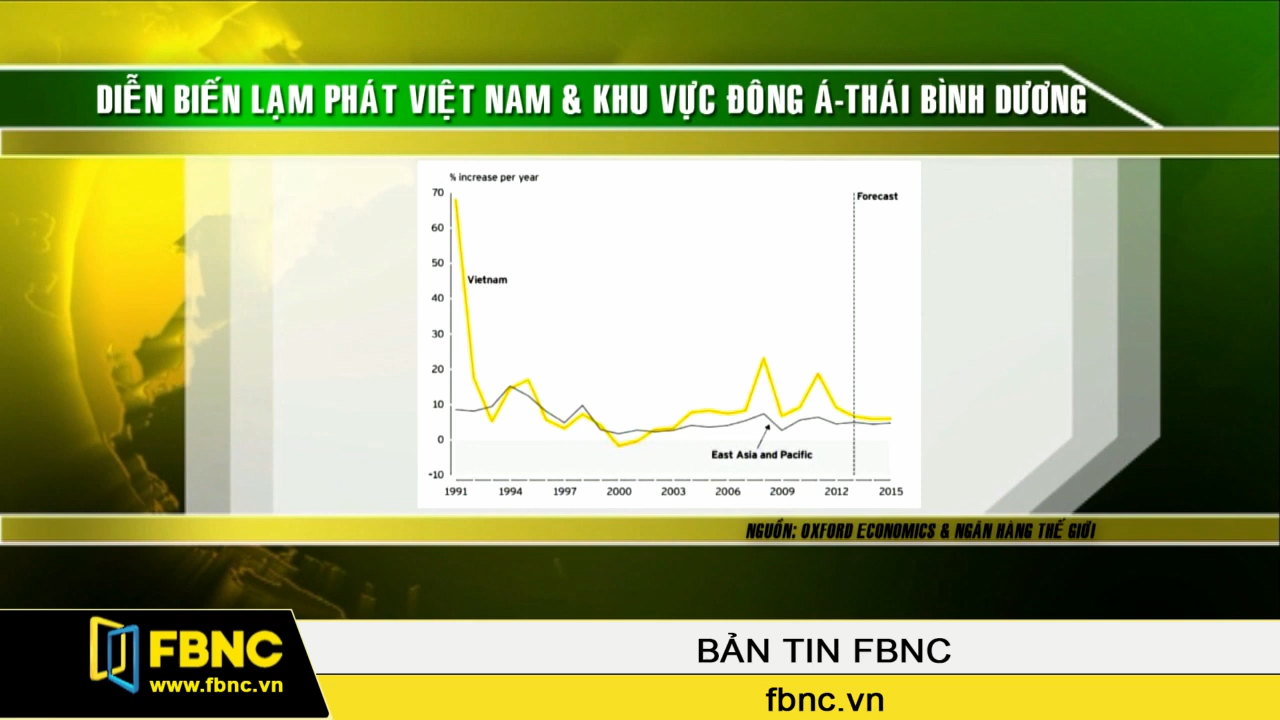 DIỄN BIẾN LẠM PHÁT VIỆT NAM & KHU VỰC ĐÔNG Á-THÁI BÌNH DƯƠNG
% increase per year
70
Forecast
60
50
Vietnam
40
30
20
10
0
East Asia and Pacific
-10
1991 1994 1997 2000 2003 2006 2009 2012 2015
NGUỒN: OXFORD ECONOMICS & NGÂN HÀNG THẾ GIỚI
FBNC
www.fbnc.vn
BẢN TIN FBNC
fbnc.vn